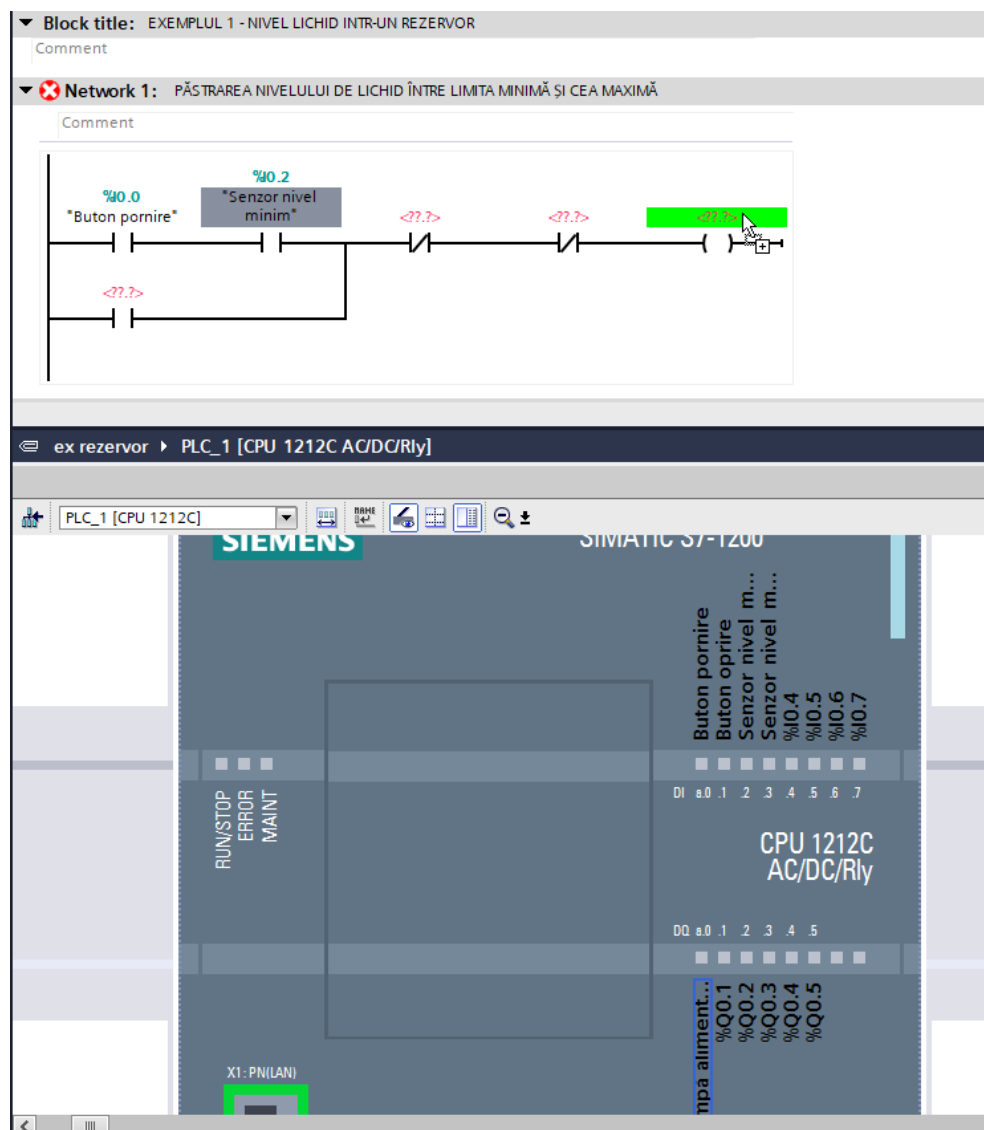 Block title: EXEMPLUL 1 - NIVEL LICHID INTR-UN REZERVOR
Comment
Network 1: PĂSTRAREA NIVELULUI DE LICHID ÎNTRE LIMITA MINIMĂ ȘI CEA MAXIMĂ
Comment
%I0.0
"Buton pornire"
%I0.2
"Senzor nivel
minim"
<??.?>
<??.?>
<??.?>
<??.?>
ex rezervor PLC_1 [CPU 1212C AC/DC/Rly]
PLC_1 [CPU 1212C]
NAME
SIEMENS
SIMATIC S7-1200
Buton pornire
Buton oprire
Senzor nivel m...
Senzor nivel m...
%I0.4
%I0.5
%I0.6
%I0.7
RUN/STOP
ERROR
MAINT
DI a.0 .1 .2 .3 .4 .5 .6 .7
CPU 1212C
AC/DC/Rly
DQ a.0 .1 .2 .3 .4 .5
mpa aliment...
%Q0.1
%Q0.2
%Q0.3
%Q0.4
%Q0.5
X1: PN(LAN)